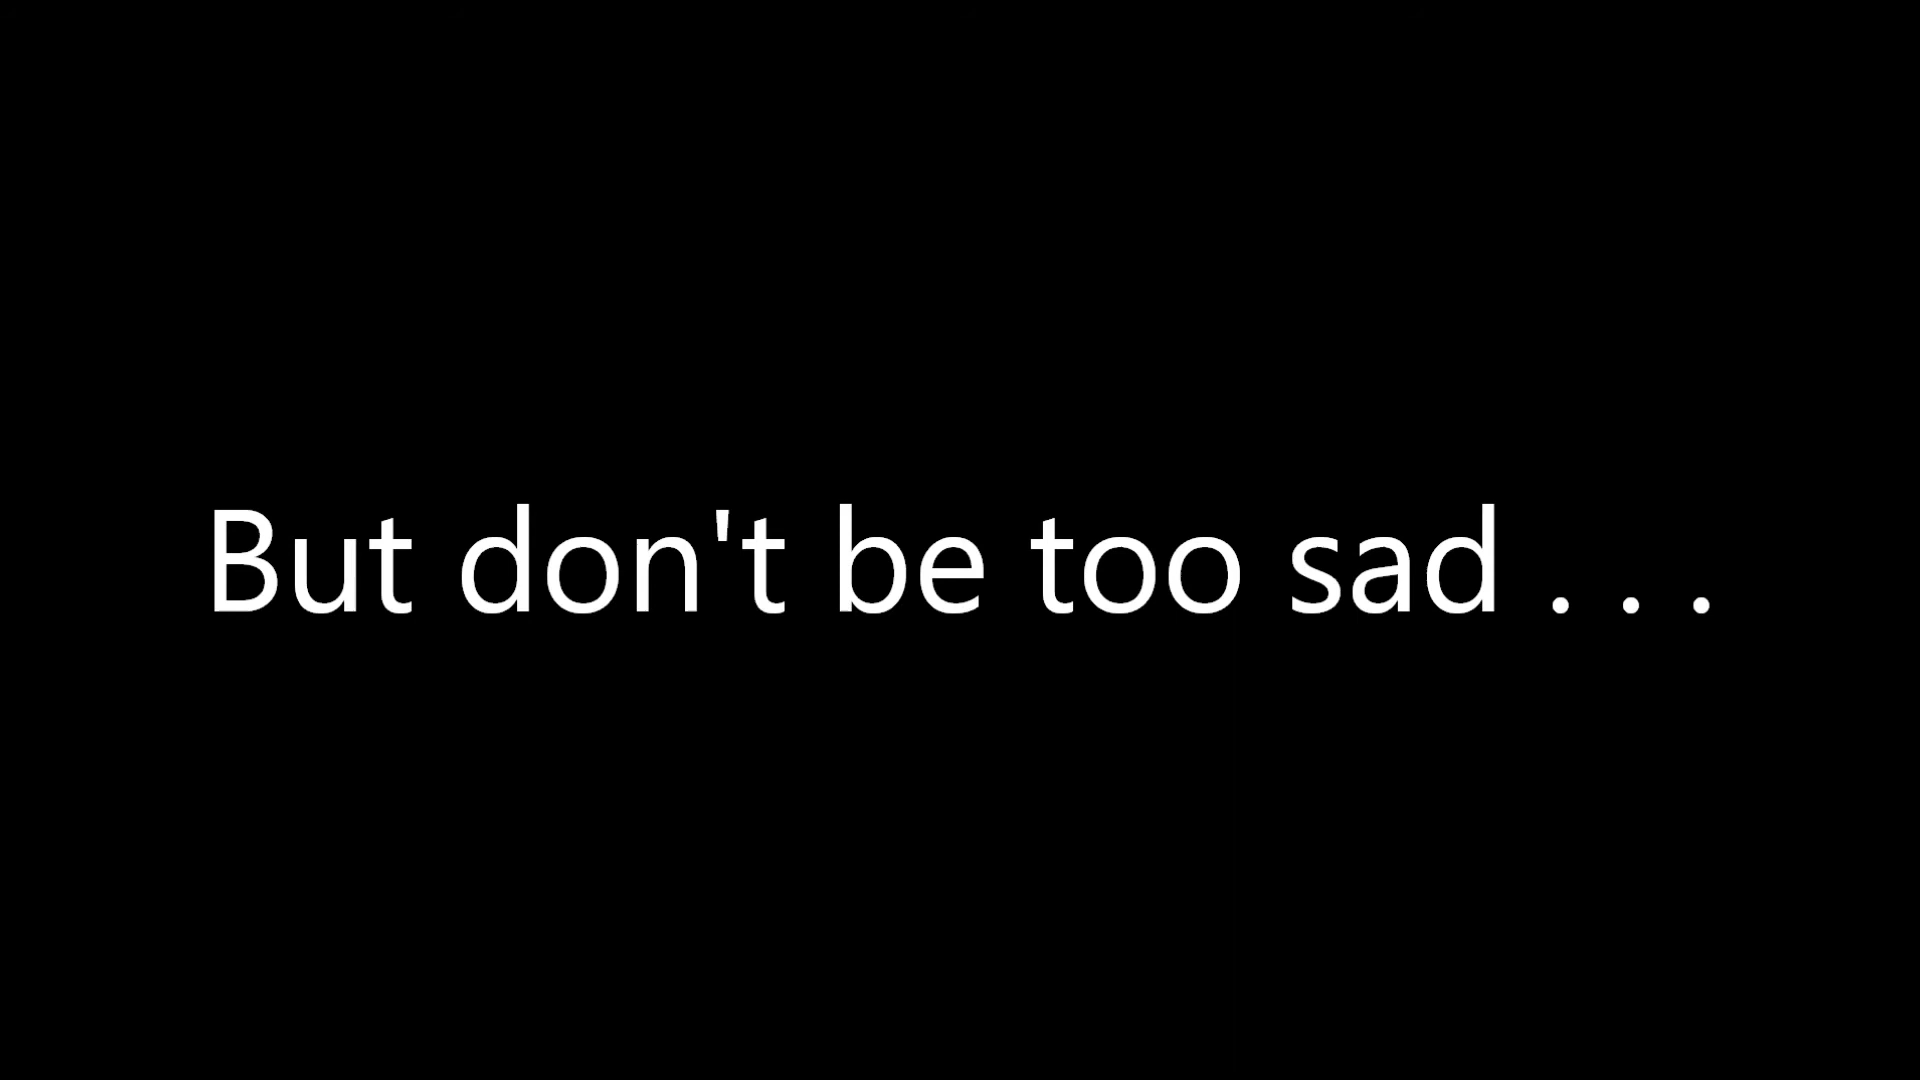 But don't be too sad . . .